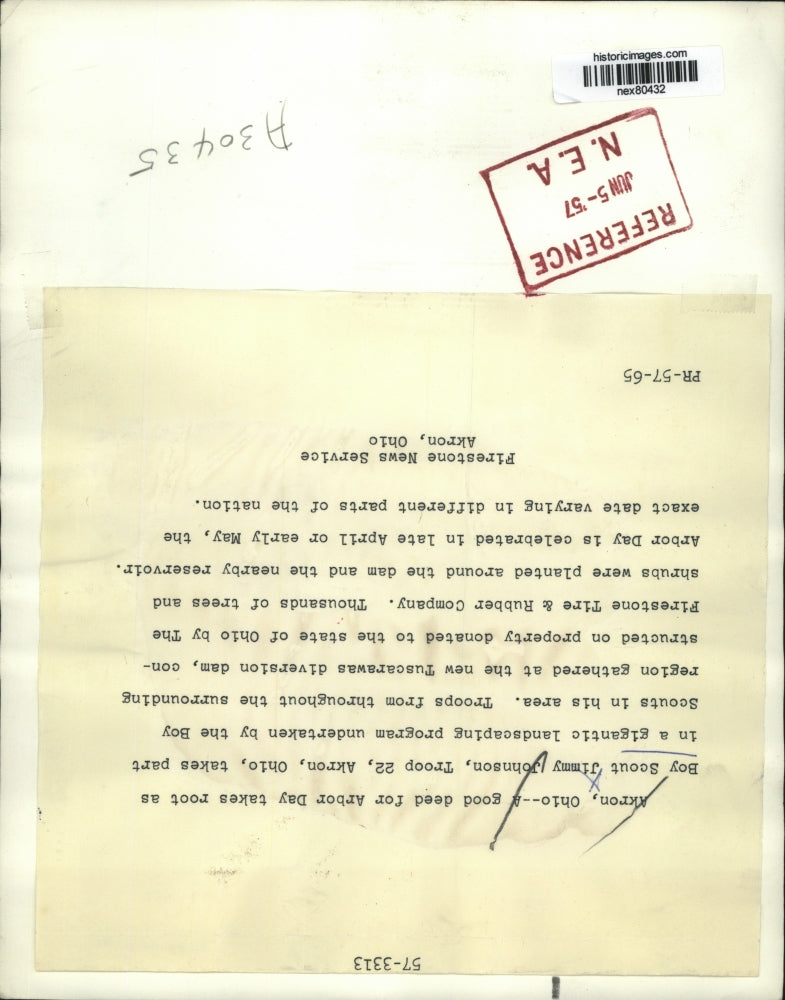 historicimages.com
nex80432
A30435
REFERENCE
JUN 5-'57
N. E. A.
57-3313
Akron, Ohio--A good deed for Arbor Day takes root as
Boy Scout Jimmy Johnson, Troop 22, Akron, Ohio, takes part
in a gigantic landscaping program undertaken by the Boy
Scouts in his area. Troops from throughout the surrounding
region gathered at the new Tuscarawas diversion dam, con-
structed on property donated to the state of Ohio by The
Firestone Tire & Rubber Company. Thousands of trees and
shrubs were planted around the dam and the nearby reservoir.
Arbor Day is celebrated in late April or early May, the
exact date varying in different parts of the nation.
Firestone News Service
Akron, Ohio
PR-57-65